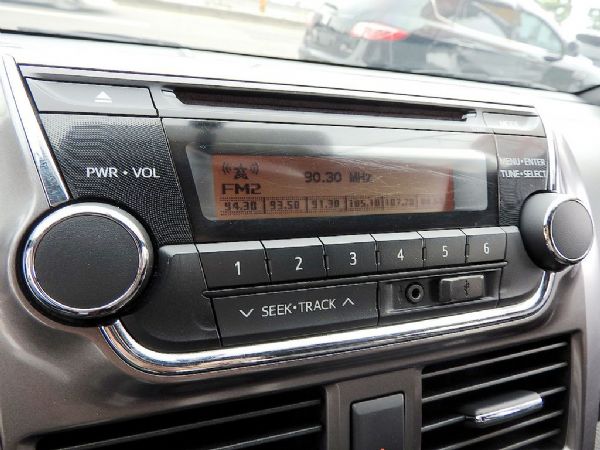 PWR • VOL
MENU•ENTER
TUNE•SELECT
90.30 MHz
FM2
94.30 93.50 91.30 105.10 107.70
1 2 3 4 5 6
SEEK•TRACK